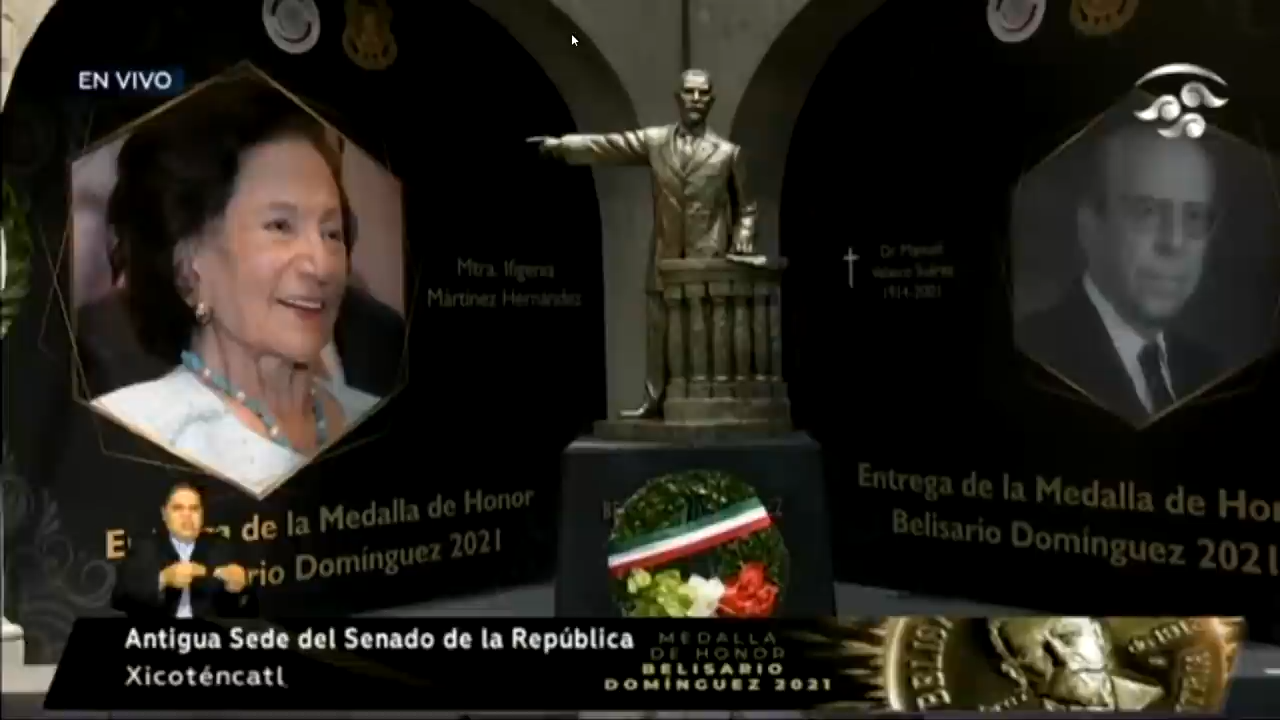 EN VIVO
Mtra. Ifigenia
Martínez Hernández
Dr. Manuel
Velasco Suárez
1914-2001
Entrega de la Medalla de Honor
Belisario Domínguez 2021
de la Medalla de Honor
Domínguez 2021
Antigua Sede del Senado de la República
Xicoténcatl
MEDALLA
DE HONOR
BELISARIO
DOMÍNGUEZ 2021